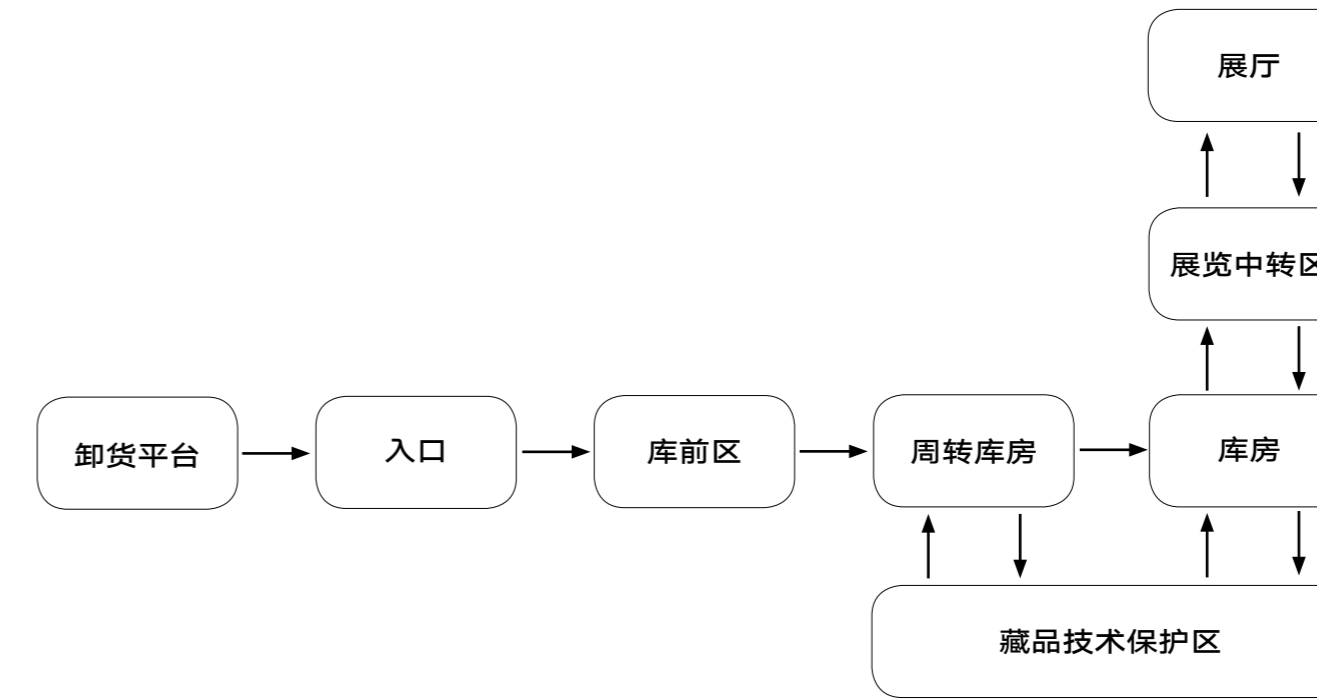 展厅
展览中转区
卸货平台
入口
库前区
周转库房
库房
藏品技术保护区